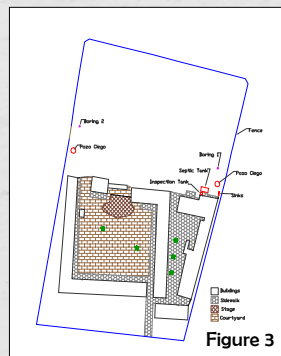 Boring 2
Pozo Ciego
Boring 1
Fence
Septic Tank
Pozo Ciego
Inspection Tank
Sinks
Buildings
Sidewalk
Stage
Courtyard
Figure 3